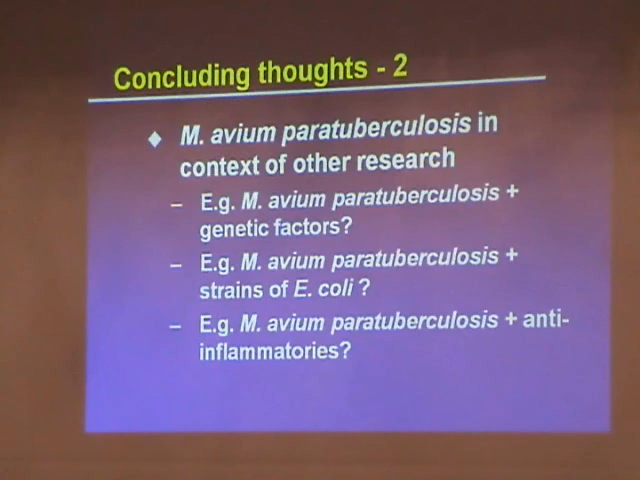 Concluding thoughts - 2
◆ M. avium paratuberculosis in
context of other research
– E.g. M. avium paratuberculosis +
genetic factors?
– E.g. M. avium paratuberculosis +
strains of E. coli ?
– E.g. M. avium paratuberculosis + anti-
inflammatories?